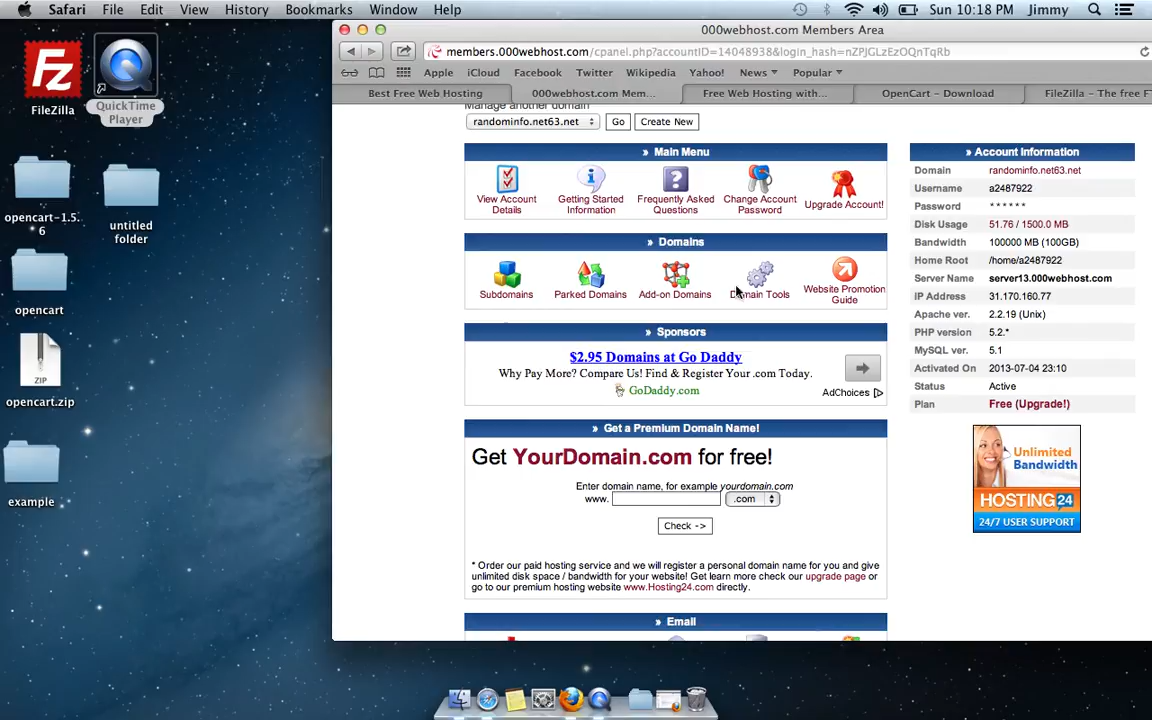 Safari File Edit View History Bookmarks Window Help Sun 10:18 PM Jimmy
000webhost.com Members Area
members.000webhost.com/cpanel.php?accountID=14048938&login_hash=nZPJGLzEzOQnTqRb
Apple iCloud Facebook Twitter Wikipedia Yahoo! News Popular
Best Free Web Hosting 000webhost.com Mem... Free Web Hosting with... OpenCart - Download FileZilla - The free F
FileZilla
QuickTime
Player
opencart-1.5.
6
untitled
folder
opencart
ZIP
opencart.zip
example
Manage another domain
randominfo.net63.net Go Create New
» Main Menu
View Account
Details
Getting Started
Information
Frequently Asked
Questions
Change Account
Password
Upgrade Account!
» Domains
Subdomains
Parked Domains
Add-on Domains
Domain Tools
Website Promotion
Guide
» Sponsors
$2.95 Domains at Go Daddy
Why Pay More? Compare Us! Find & Register Your .com Today.
GoDaddy.com
AdChoices
» Get a Premium Domain Name!
Get YourDomain.com for free!
Enter domain name, for example yourdomain.com
www. .com
Check ->
* Order our paid hosting service and we will register a personal domain name for you and give
unlimited disk space / bandwidth for your website! Get learn more check our upgrade page or
go to our premium hosting website www.Hosting24.com directly.
» Email
» Account Information
Domain randominfo.net63.net
Username a2487922
Password ******
Disk Usage 51.76 / 1500.0 MB
Bandwidth 100000 MB (100GB)
Home Root /home/a2487922
Server Name server13.000webhost.com
IP Address 31.170.160.77
Apache ver. 2.2.19 (Unix)
PHP version 5.2.*
MySQL ver. 5.1
Activated On 2013-07-04 23:10
Status Active
Plan Free (Upgrade!)
Unlimited
Bandwidth
HOSTING 24
24/7 USER SUPPORT